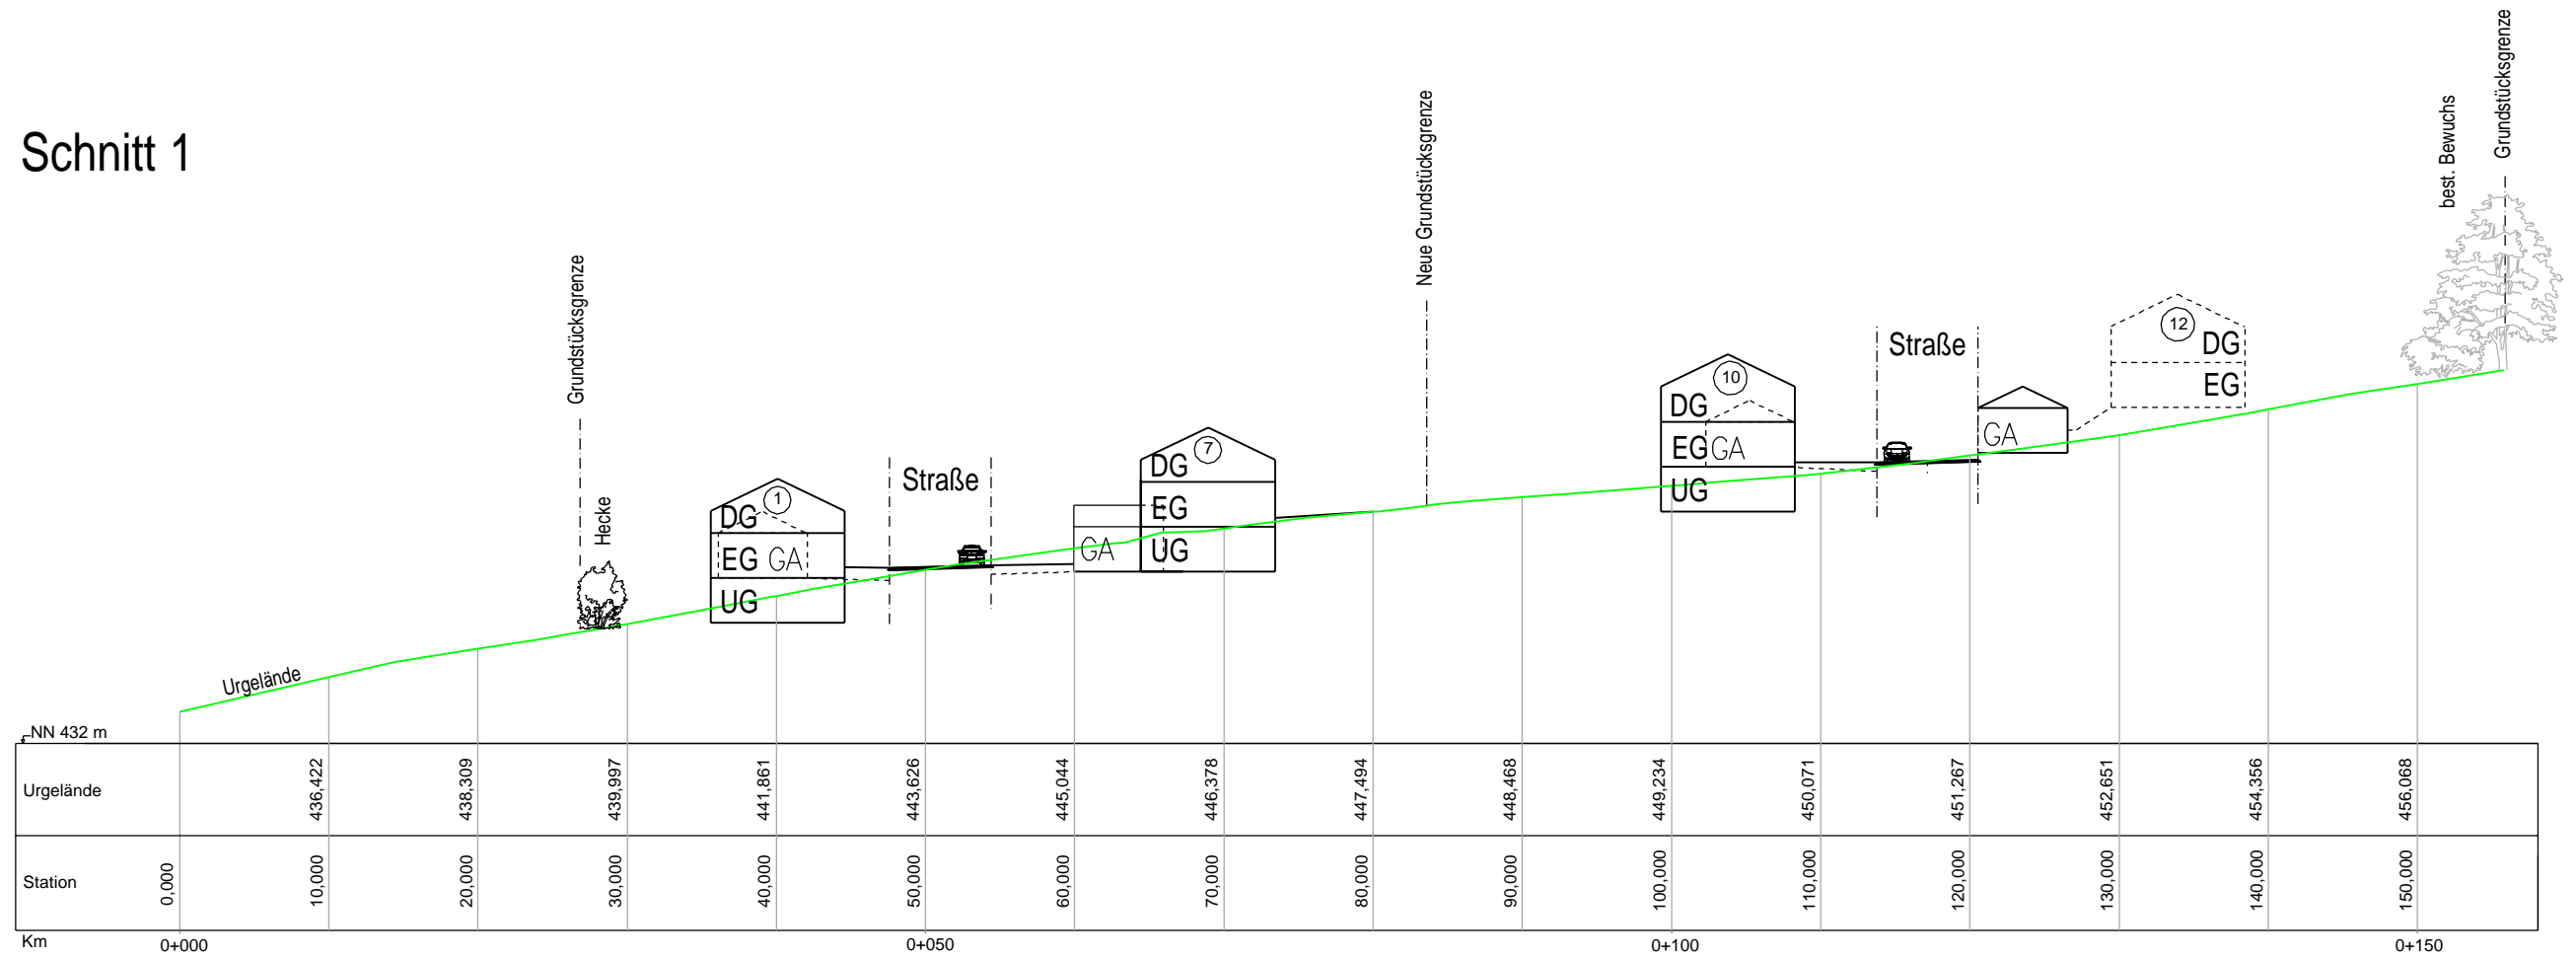 Schnitt 1
Grundstücksgrenze
Hecke
Neue Grundstücksgrenze
best. Bewuchs
Grundstücksgrenze
1
DG
EG GA
UG
Straße
GA
7
DG
EG
UG
10
DG
EG GA
UG
Straße
GA
12
DG
EG
Urgelände
NN 432 m
Urgelände 436,422 438,309 439,997 441,861 443,626 445,044 446,378 447,494 448,468 449,234 450,071 451,267 452,651 454,356 456,068
Station 0,000 10,000 20,000 30,000 40,000 50,000 60,000 70,000 80,000 90,000 100,000 110,000 120,000 130,000 140,000 150,000
Km 0+000 0+050 0+100 0+150